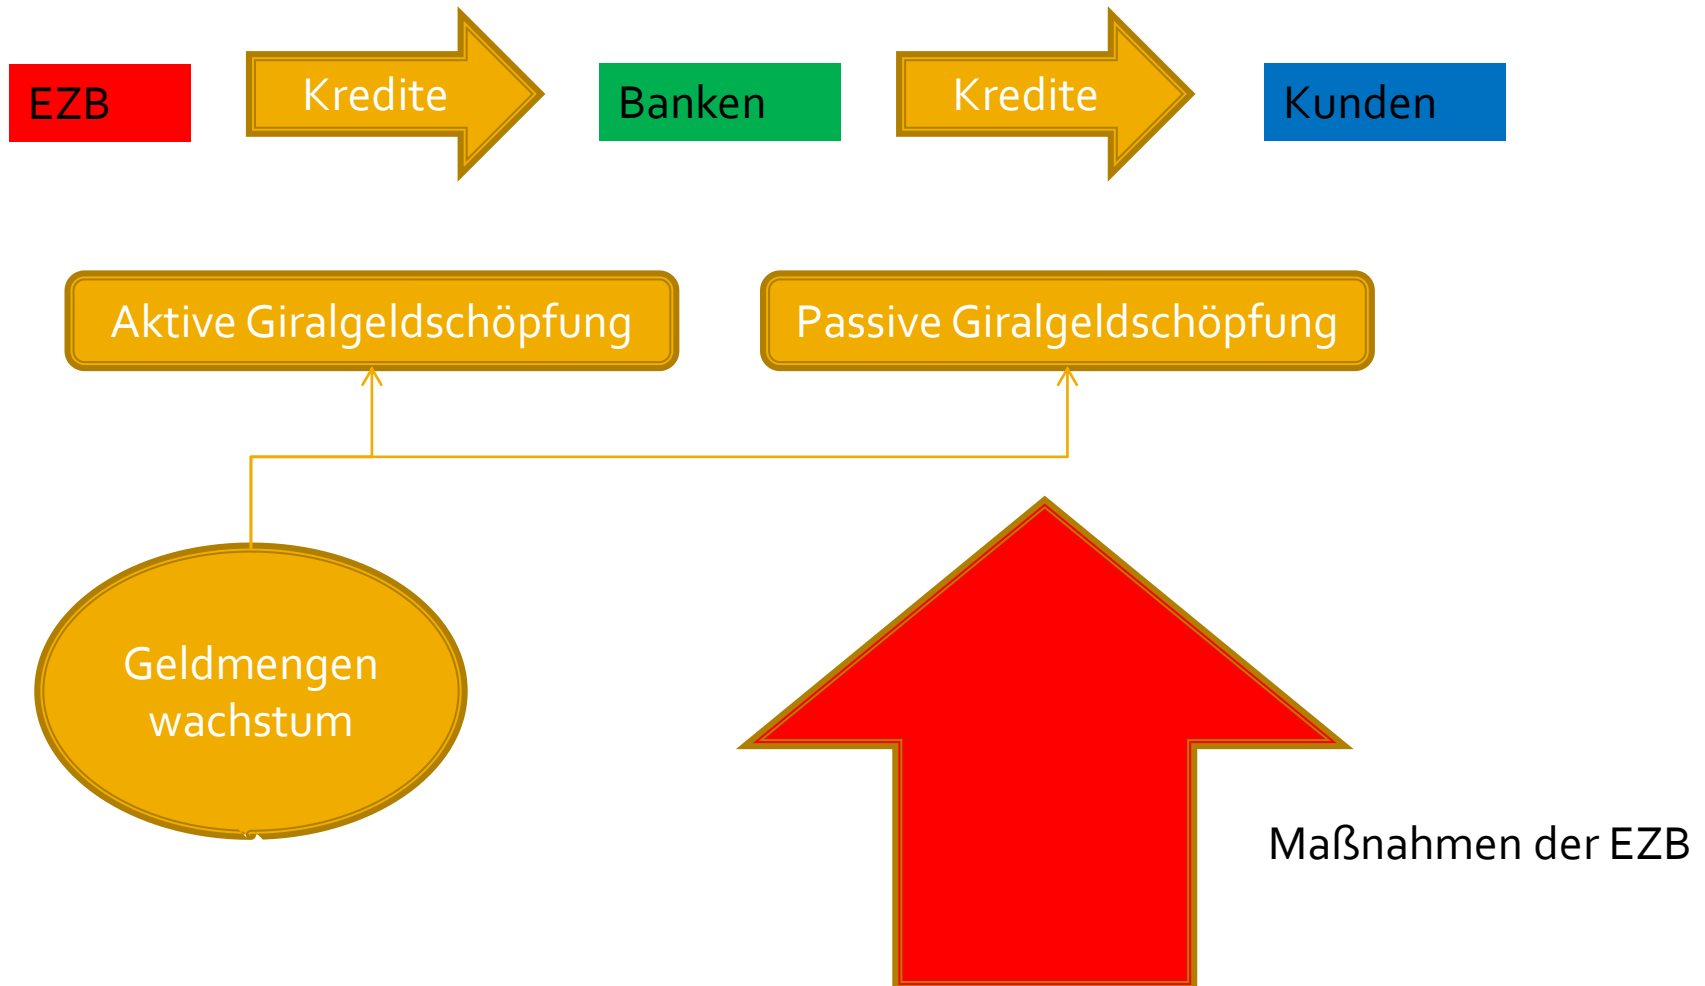 EZB
Kredite
Banken
Kredite
Kunden
Aktive Giralgeldschöpfung
Passive Giralgeldschöpfung
Geldmengen
wachstum
Maßnahmen der EZB